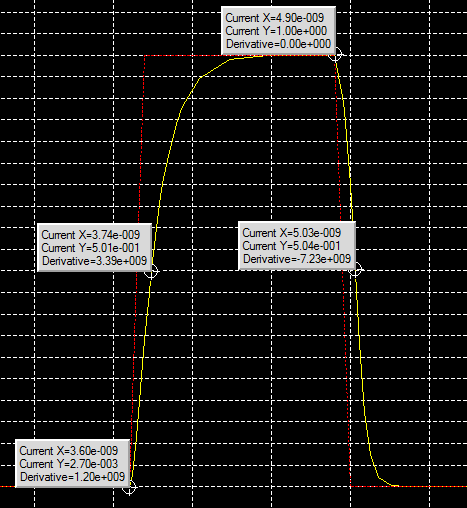 Current X=4.90e-009
Current Y=1.00e+000
Derivative=0.00e+000
Current X=3.74e-009
Current Y=5.01e-001
Derivative=3.39e+009
Current X=5.03e-009
Current Y=5.04e-001
Derivative=-7.23e+009
Current X=3.60e-009
Current Y=2.70e-003
Derivative=1.20e+009